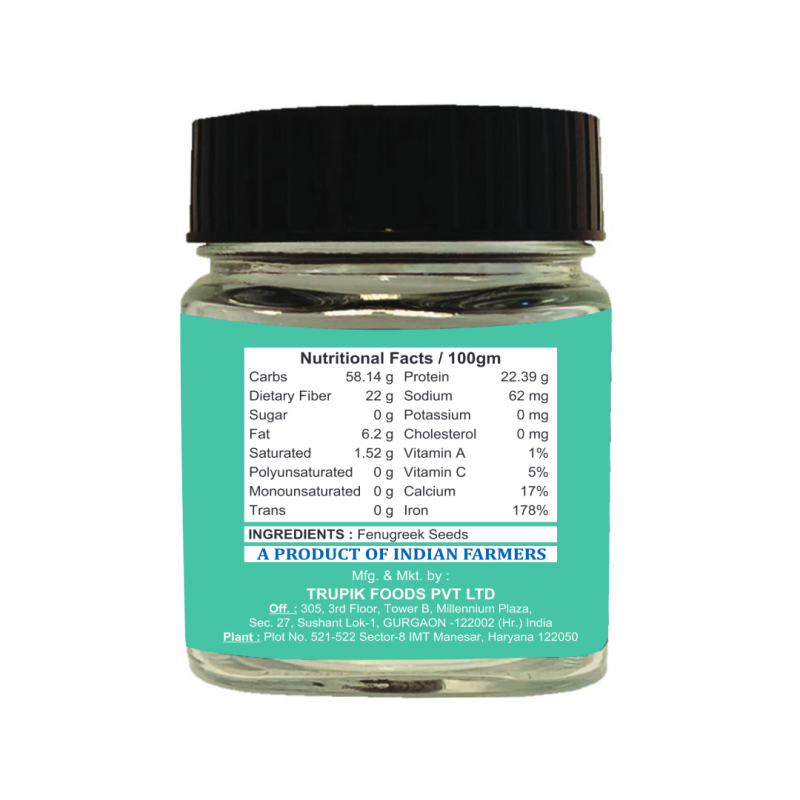 Nutritional Facts / 100gm
Carbs 58.14 g Protein 22.39 g
Dietary Fiber 22 g Sodium 62 mg
Sugar 0 g Potassium 0 mg
Fat 6.2 g Cholesterol 0 mg
Saturated 1.52 g Vitamin A 1%
Polyunsaturated 0 g Vitamin C 5%
Monounsaturated 0 g Calcium 17%
Trans 0 g Iron 178%
INGREDIENTS : Fenugreek Seeds
A PRODUCT OF INDIAN FARMERS
Mfg. & Mkt. by :
TRUPIK FOODS PVT LTD
Off. : 305, 3rd Floor, Tower B, Millennium Plaza,
Sec. 27, Sushant Lok-1, GURGAON -122002 (Hr.) India
Plant : Plot No. 521-522 Sector-8 IMT Manesar, Haryana 122050